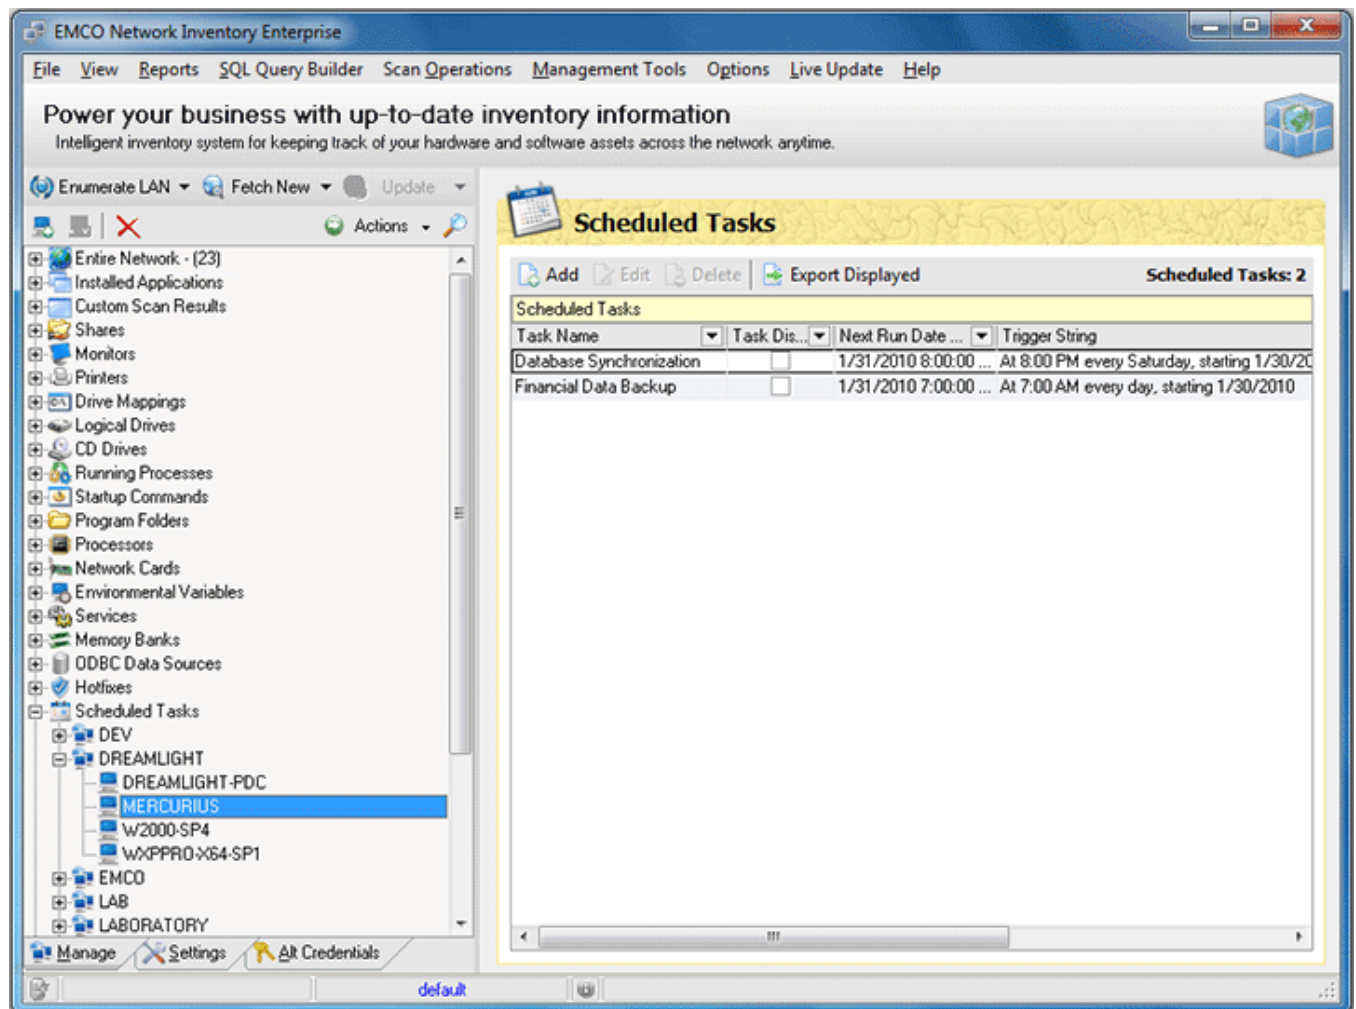 EMCO Network Inventory Enterprise
File View Reports SQL Query Builder Scan Operations Management Tools Options Live Update Help
Power your business with up-to-date inventory information
Intelligent inventory system for keeping track of your hardware and software assets across the network anytime.
Enumerate LAN Fetch New Update
Actions
Entire Network - (23)
Installed Applications
Custom Scan Results
Shares
Monitors
Printers
Drive Mappings
Logical Drives
CD Drives
Running Processes
Startup Commands
Program Folders
Processors
Network Cards
Environmental Variables
Services
Memory Banks
ODBC Data Sources
Hotfixes
Scheduled Tasks
DEV
DREAMLIGHT
DREAMLIGHT-PDC
MERCURIUS
W2000-SP4
WXPPRO-X64-SP1
EMCO
LAB
LABORATORY
Manage Settings Alt Credentials
Scheduled Tasks
Add Edit Delete Export Displayed Scheduled Tasks: 2
Scheduled Tasks
Task Name Task Dis... Next Run Date ... Trigger String
Database Synchronization 1/31/2010 8:00:00 ... At 8:00 PM every Saturday, starting 1/30/20
Financial Data Backup 1/31/2010 7:00:00 ... At 7:00 AM every day, starting 1/30/2010
default